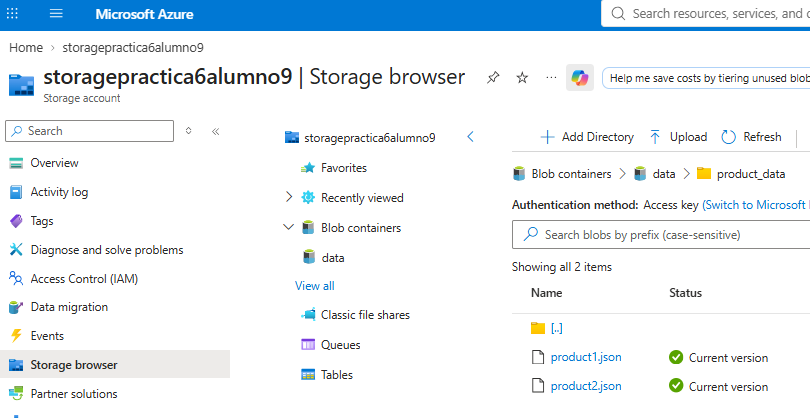 Microsoft Azure
Search resources, services, and
Home > storagepractica6alumno9
storagepractica6alumno9 | Storage browser
Storage account
Help me save costs by tiering unused blob
Search
Overview
Activity log
Tags
Diagnose and solve problems
Access Control (IAM)
Data migration
Events
Storage browser
Partner solutions
storagepractica6alumno9
Favorites
Recently viewed
Blob containers
data
View all
Classic file shares
Queues
Tables
Add Directory Upload Refresh
Blob containers > data > product_data
Authentication method: Access key (Switch to Microsoft
Search blobs by prefix (case-sensitive)
Showing all 2 items
Name Status
[..]
product1.json Current version
product2.json Current version